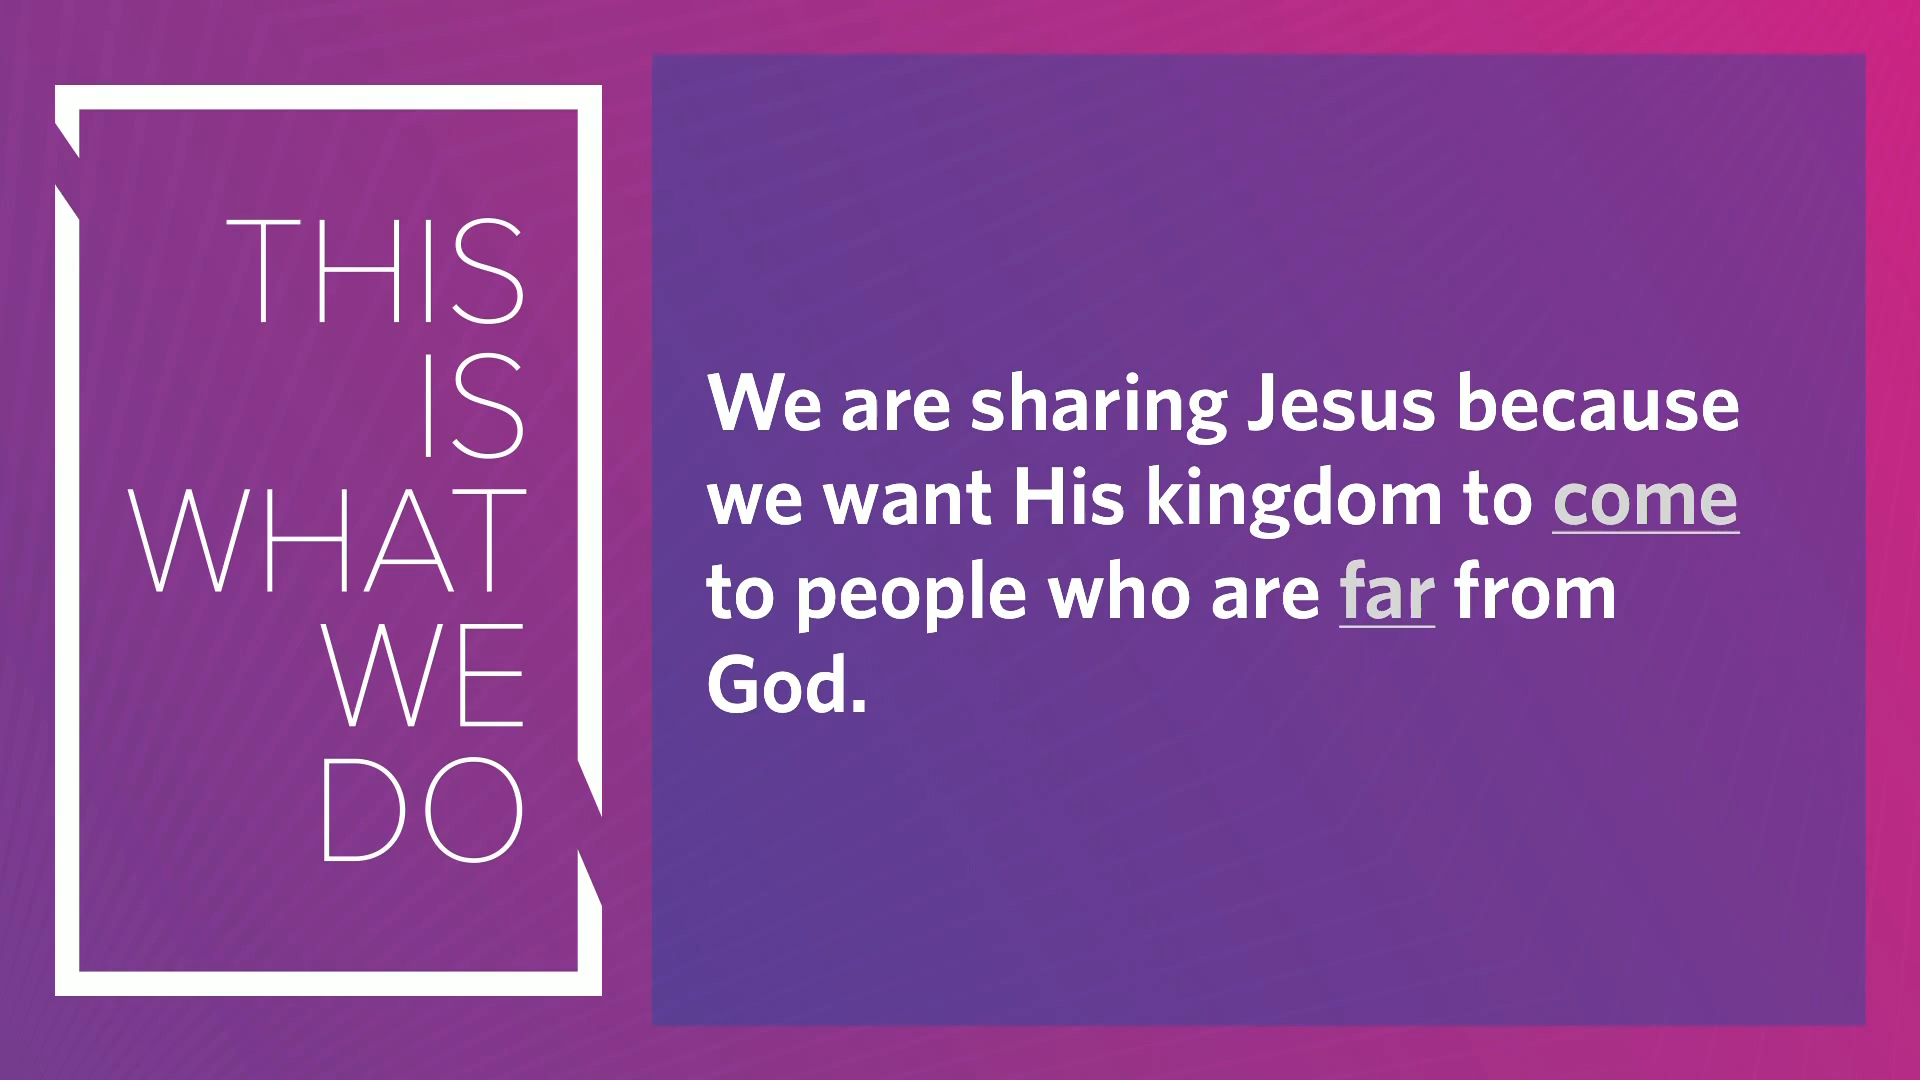 THIS
IS
WHAT
WE
DO
We are sharing Jesus because
we want His kingdom to come
to people who are far from
God.